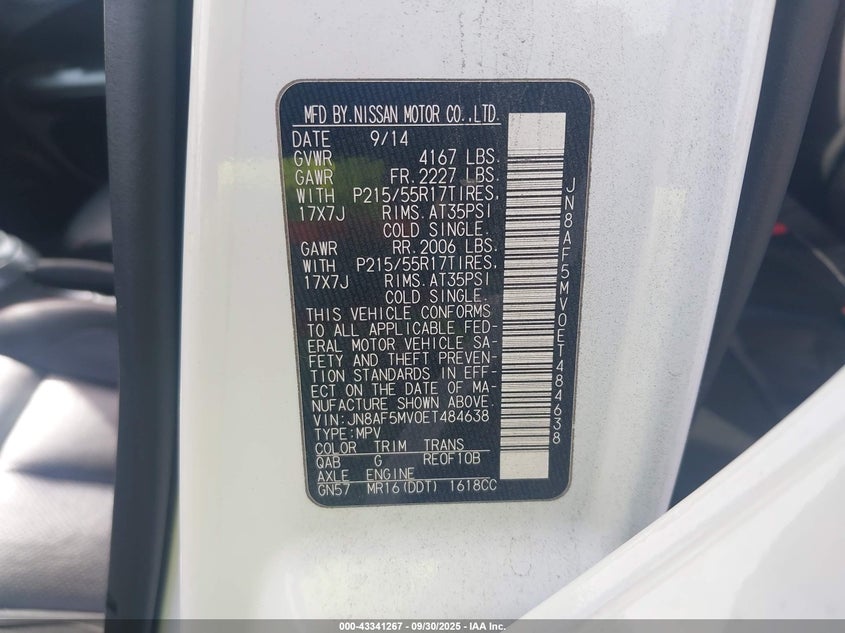 MFD BY.NISSAN MOTOR CO.,LTD.
DATE 9/14
GVWR 4167 LBS.
GAWR FR. 2227 LBS.
WITH P215/55R17TIRES,
17X7J RIMS. AT35PSI
COLD SINGLE.
GAWR RR. 2006 LBS.
WITH P215/55R17TIRES,
17X7J RIMS. AT35PSI
COLD SINGLE.
THIS VEHICLE CONFORMS
TO ALL APPLICABLE FED-
ERAL MOTOR VEHICLE SA-
FETY AND THEFT PREVEN-
TION STANDARDS IN EFF-
ECT ON THE DATE OF MA-
NUFACTURE SHOWN ABOVE.
VIN:JN8AF5MV0ET484638
TYPE:MPV
COLOR TRIM TRANS
QAB G RE0F10B
AXLE ENGINE
GN57 MR16(DDT) 1618CC
JN8AF5MV0ET484638
000-43341267 - 09/30/2025 - IAA Inc.